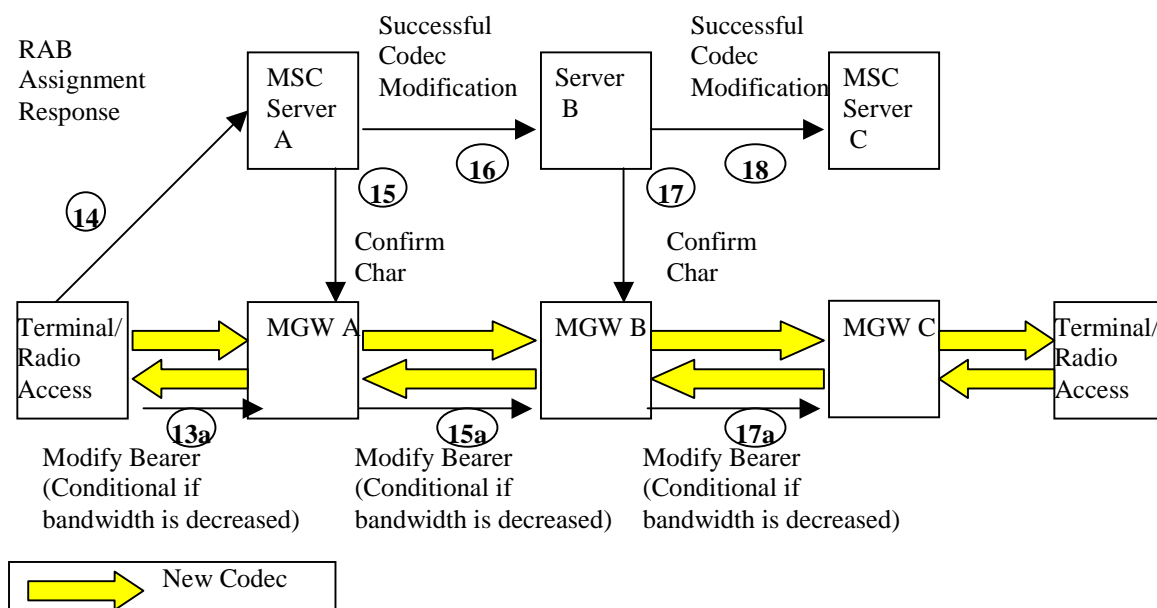 RAB
Assignment
Response
Successful
Codec
Modification
Successful
Codec
Modification
MSC
Server
A
Server
B
MSC
Server
C
14
15
16
17
18
Confirm
Char
Confirm
Char
Terminal/
Radio
Access
MGW A
MGW B
MGW C
Terminal/
Radio
Access
13a
15a
17a
Modify Bearer
(Conditional if
bandwidth is decreased)
Modify Bearer
(Conditional if
bandwidth is decreased)
Modify Bearer
(Conditional if
bandwidth is decreased)
New Codec